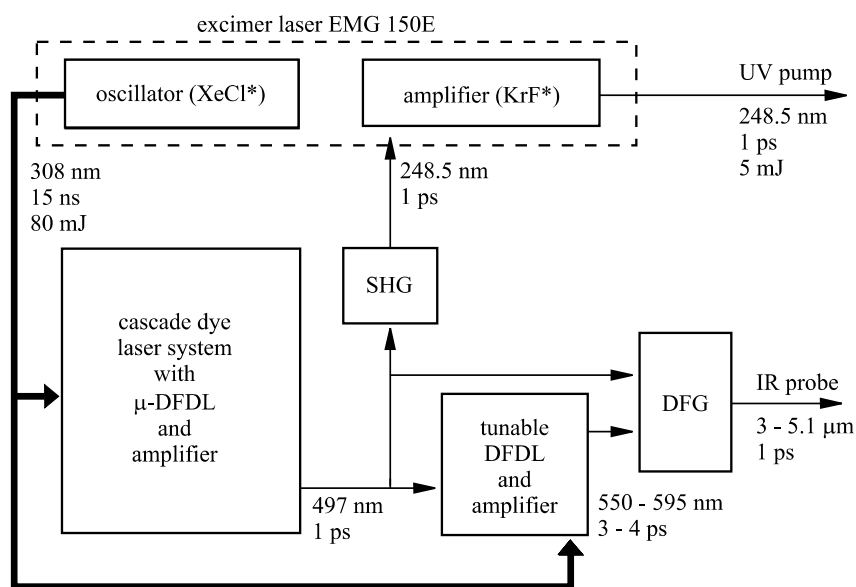 excimer laser EMG 150E
oscillator (XeCl*)
amplifier (KrF*)
UV pump
248.5 nm
1 ps
5 mJ
308 nm
15 ns
80 mJ
248.5 nm
1 ps
SHG
cascade dye
laser system
with
μ-DFDL
and
amplifier
497 nm
1 ps
tunable
DFDL
and
amplifier
550 - 595 nm
3 - 4 ps
DFG
IR probe
3 - 5.1 μm
1 ps